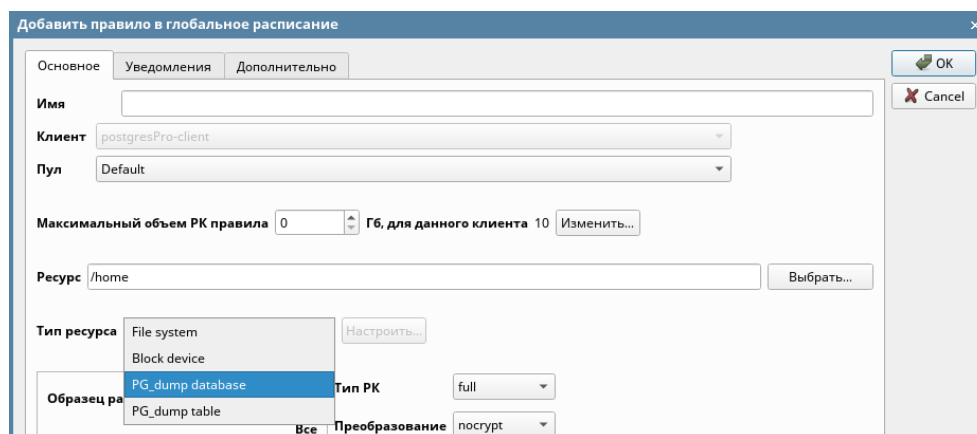 Добавить правило в глобальное расписание
Основное Уведомления Дополнительно
OK
Cancel
Имя
Клиент postgresPro-client
Пул Default
Максимальный объем РК правила 0 Гб, для данного клиента 10 Изменить...
Ресурс /home Выбрать...
Тип ресурса File system Настроить...
Block device
PG_dump database
PG_dump table
Образец ра
Тип РК full
Все Преобразование nocrypt